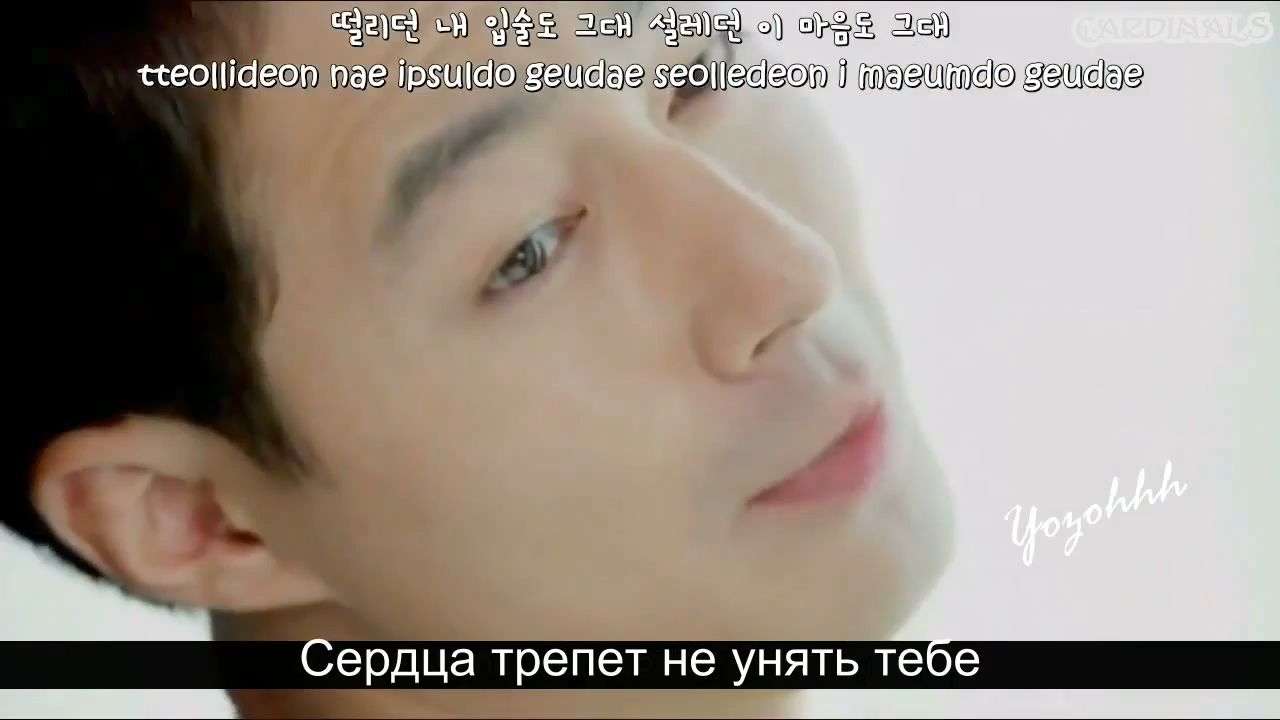 떨리던 내 입술도 그대 설레던 이 마음도 그대
CARDINALS
tteollideon nae ipsuldo geudae seolledeon i maeumdo geudae
Yozohhh
Сердца трепет не унять тебе